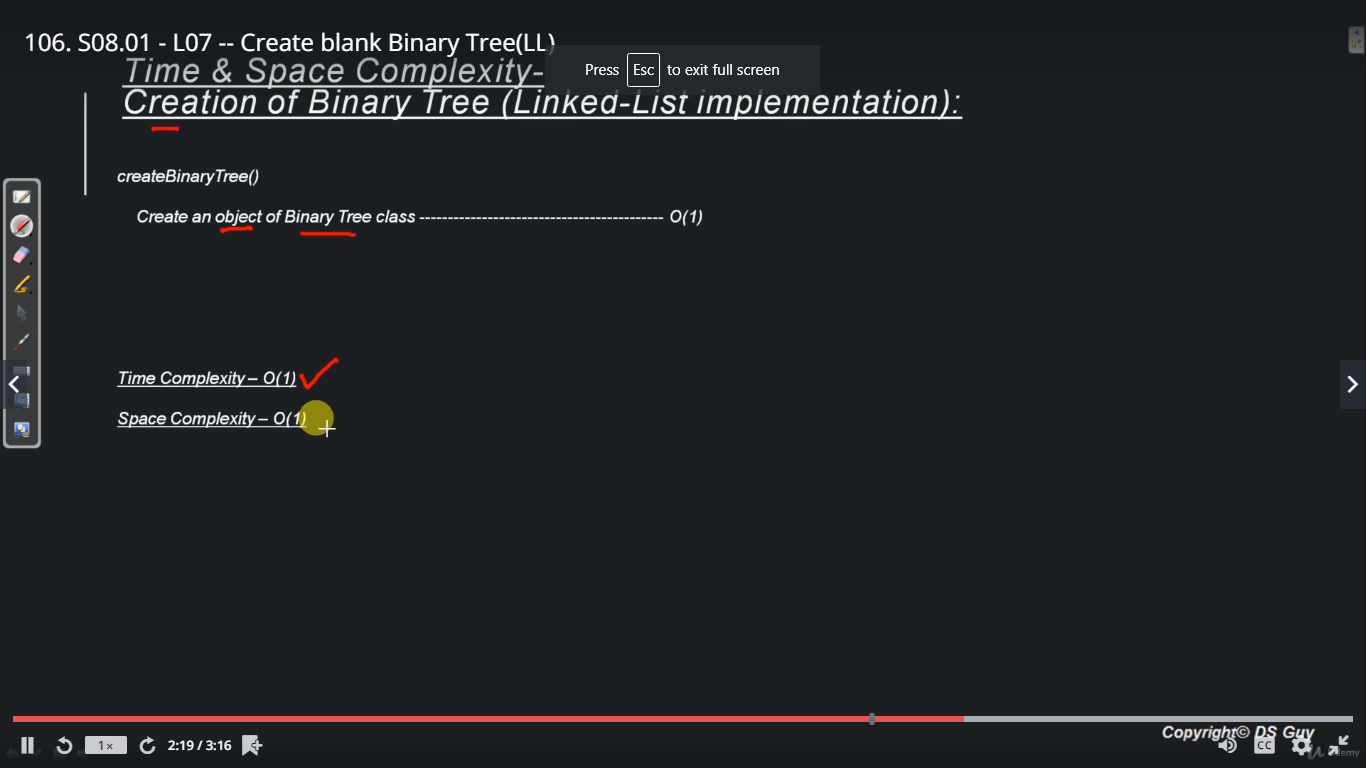 106. S08.01 - L07 -- Create blank Binary Tree(LL)
Press Esc to exit full screen
Time & Space Complexity-
Creation of Binary Tree (Linked-List implementation):
createBinaryTree()
Create an object of Binary Tree class ------------------------------------------- O(1)
Time Complexity – O(1)
Space Complexity – O(1)
Copyright© DS Guy
1×
2:19 / 3:16
CC